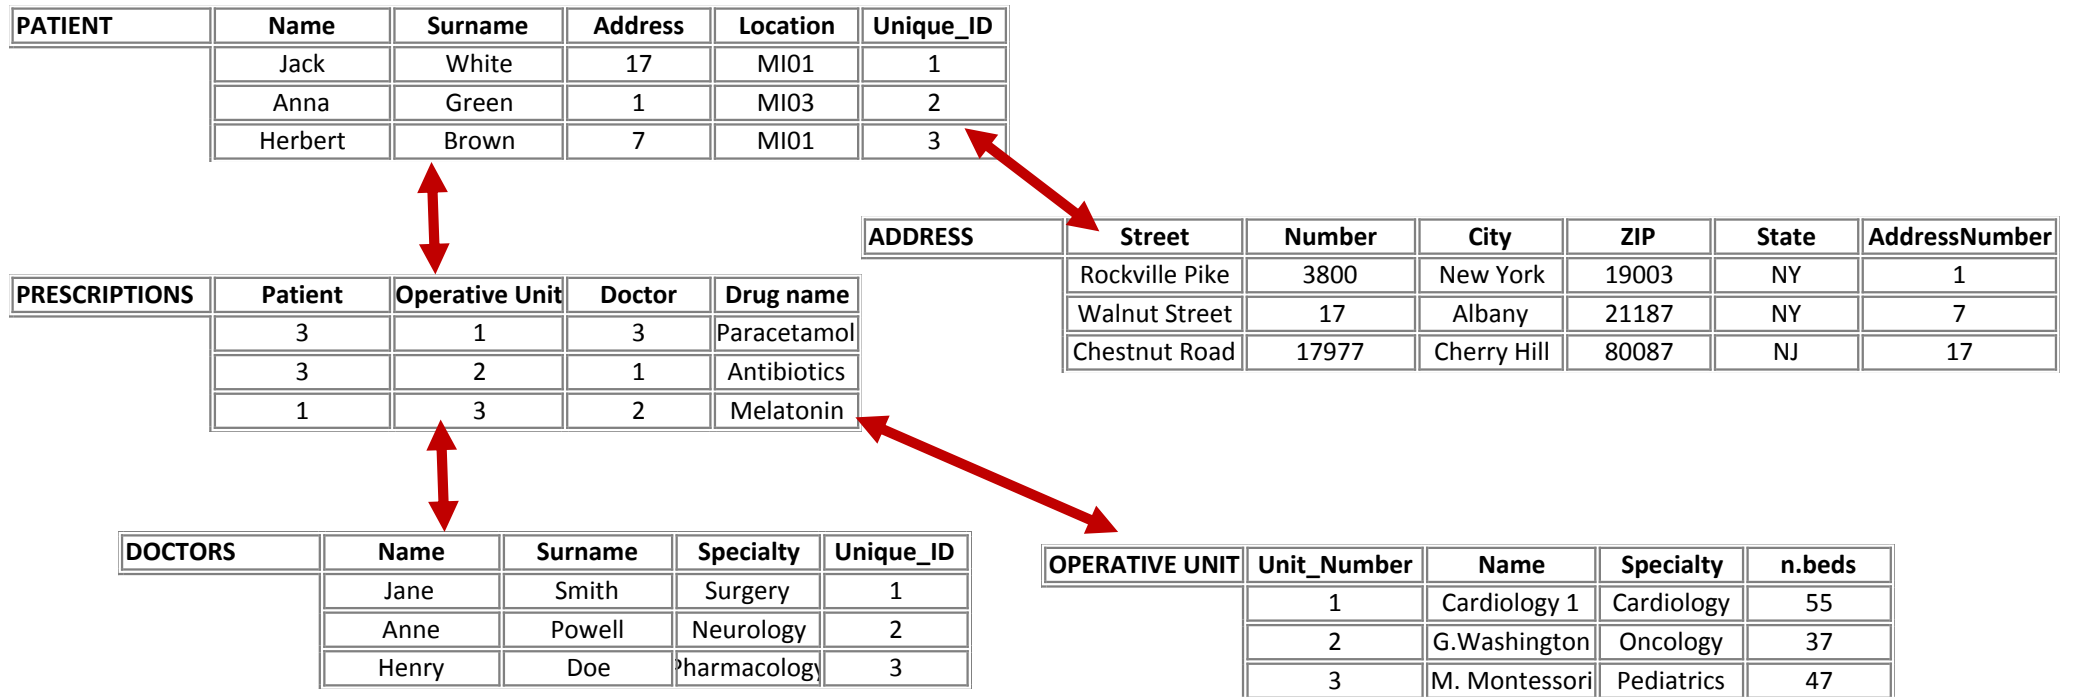 PATIENT Name Surname Address Location Unique_ID
Jack White 17 MI01 1
Anna Green 1 MI03 2
Herbert Brown 7 MI01 3
ADDRESS Street Number City ZIP State AddressNumber
Rockville Pike 3800 New York 19003 NY 1
Walnut Street 17 Albany 21187 NY 7
Chestnut Road 17977 Cherry Hill 80087 NJ 17
PRESCRIPTIONS Patient Operative Unit Doctor Drug name
3 1 3 Paracetamol
3 2 1 Antibiotics
1 3 2 Melatonin
DOCTORS Name Surname Specialty Unique_ID
Jane Smith Surgery 1
Anne Powell Neurology 2
Henry Doe Pharmacology 3
OPERATIVE UNIT Unit_Number Name Specialty n.beds
1 Cardiology 1 Cardiology 55
2 G.Washington Oncology 37
3 M. Montessori Pediatrics 47